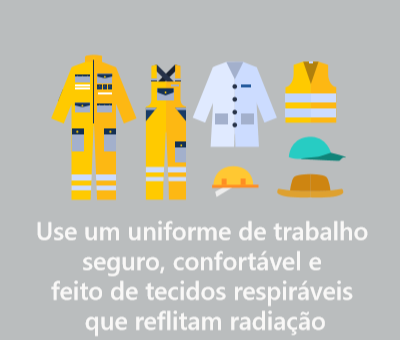 Use um uniforme de trabalho
seguro, confortável e
feito de tecidos respiráveis
que reflitam radiação